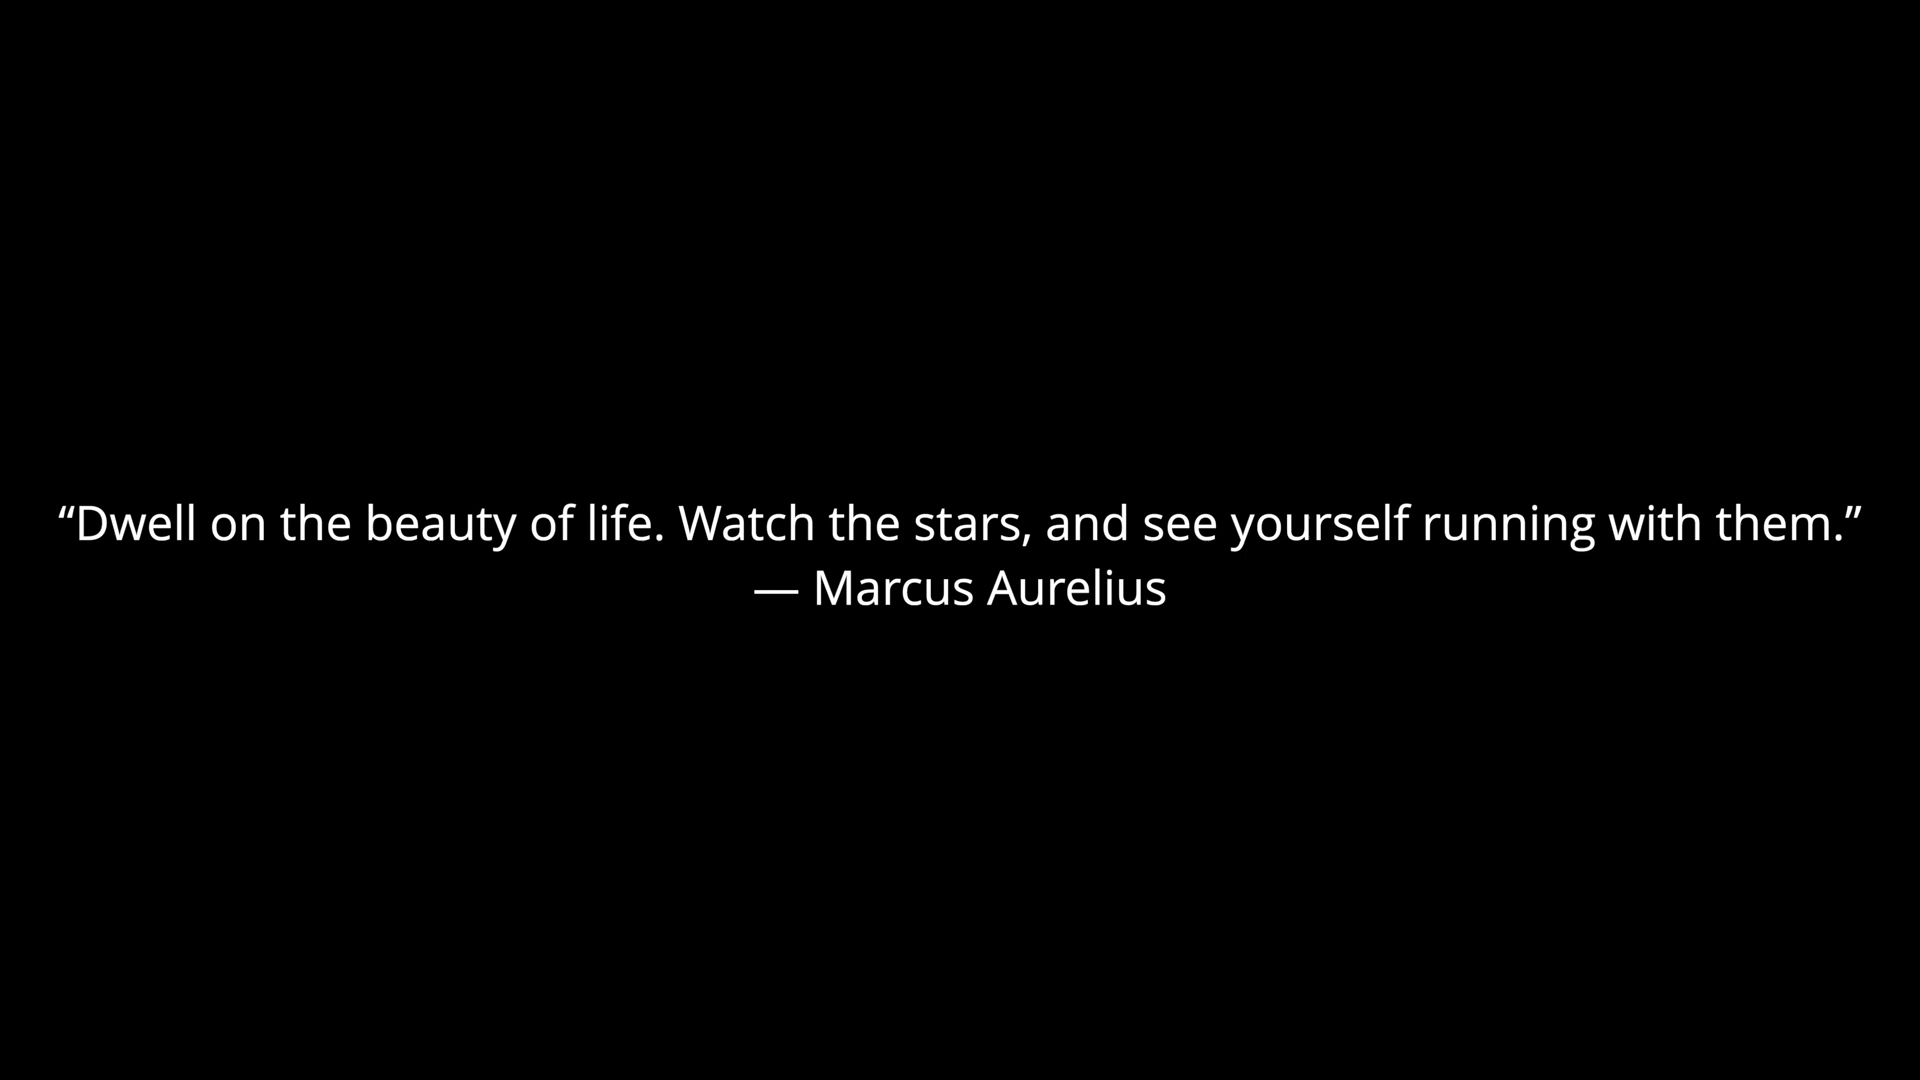 “Dwell on the beauty of life. Watch the stars, and see yourself running with them.”
— Marcus Aurelius